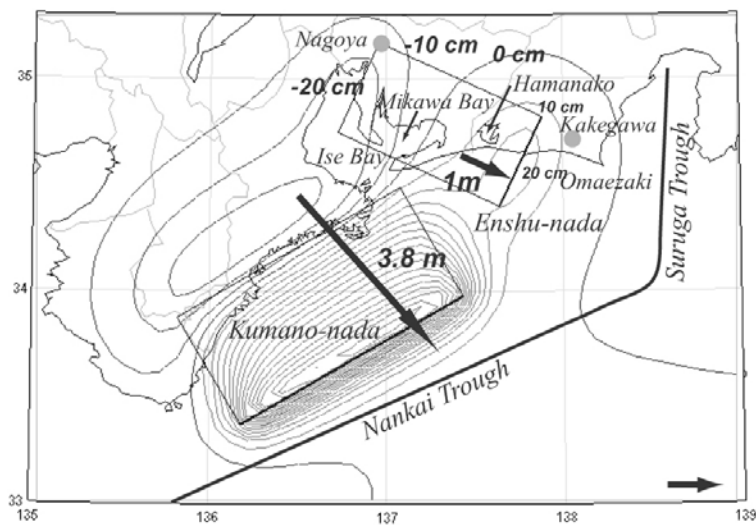 Nagoya
-10 cm
0 cm
35
-20 cm
Hamanako
Mikawa Bay
10 cm
Kakegawa
Ise Bay
1m
20 cm
Omaezaki
Enshu-nada
Suruga Trough
3.8 m
34
Kumano-nada
Nankai Trough
33
135
136
137
138
139